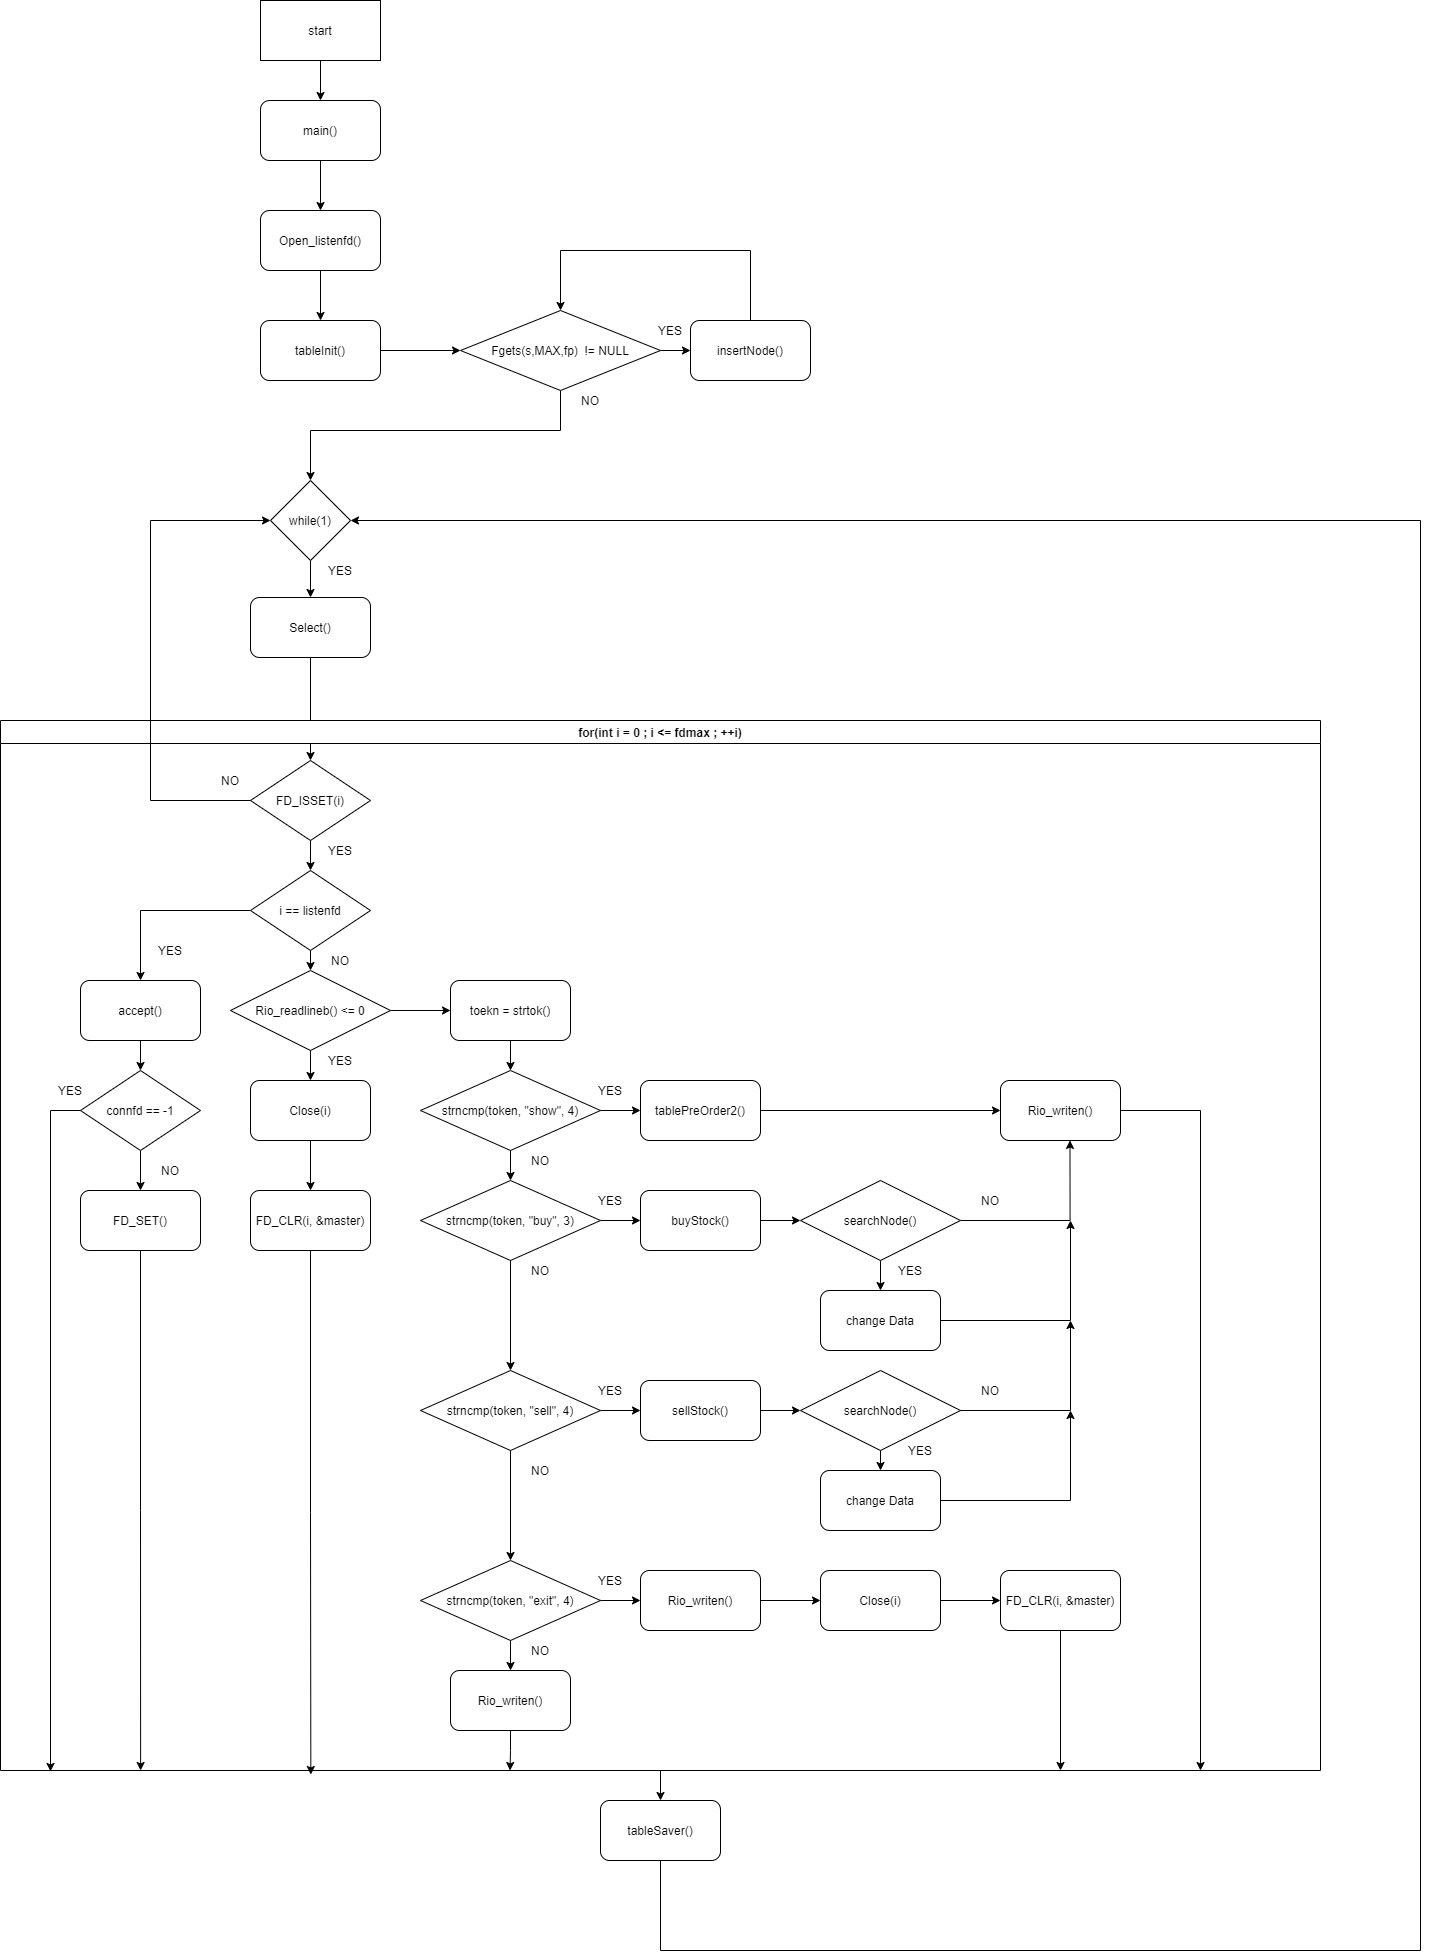 start
main()
Open_listenfd()
tableInit()
Fgets(s,MAX,fp)  != NULL
YES
insertNode()
NO
while(1)
YES
Select()
for(int i = 0 ; i <= fdmax ; ++i)
NO
FD_ISSET(i)
YES
i == listenfd
YES
NO
accept()
Rio_readlineb() <= 0
toekn = strtok()
YES
YES
YES
connfd == -1
Close(i)
strncmp(token, "show", 4)
tablePreOrder2()
Rio_writen()
NO
NO
FD_SET()
FD_CLR(i, &master)
strncmp(token, "buy", 3)
YES
buyStock()
searchNode()
NO
NO
YES
change Data
strncmp(token, "sell", 4)
YES
sellStock()
searchNode()
NO
NO
YES
change Data
strncmp(token, "exit", 4)
YES
Rio_writen()
Close(i)
FD_CLR(i, &master)
NO
Rio_writen()
tableSaver()